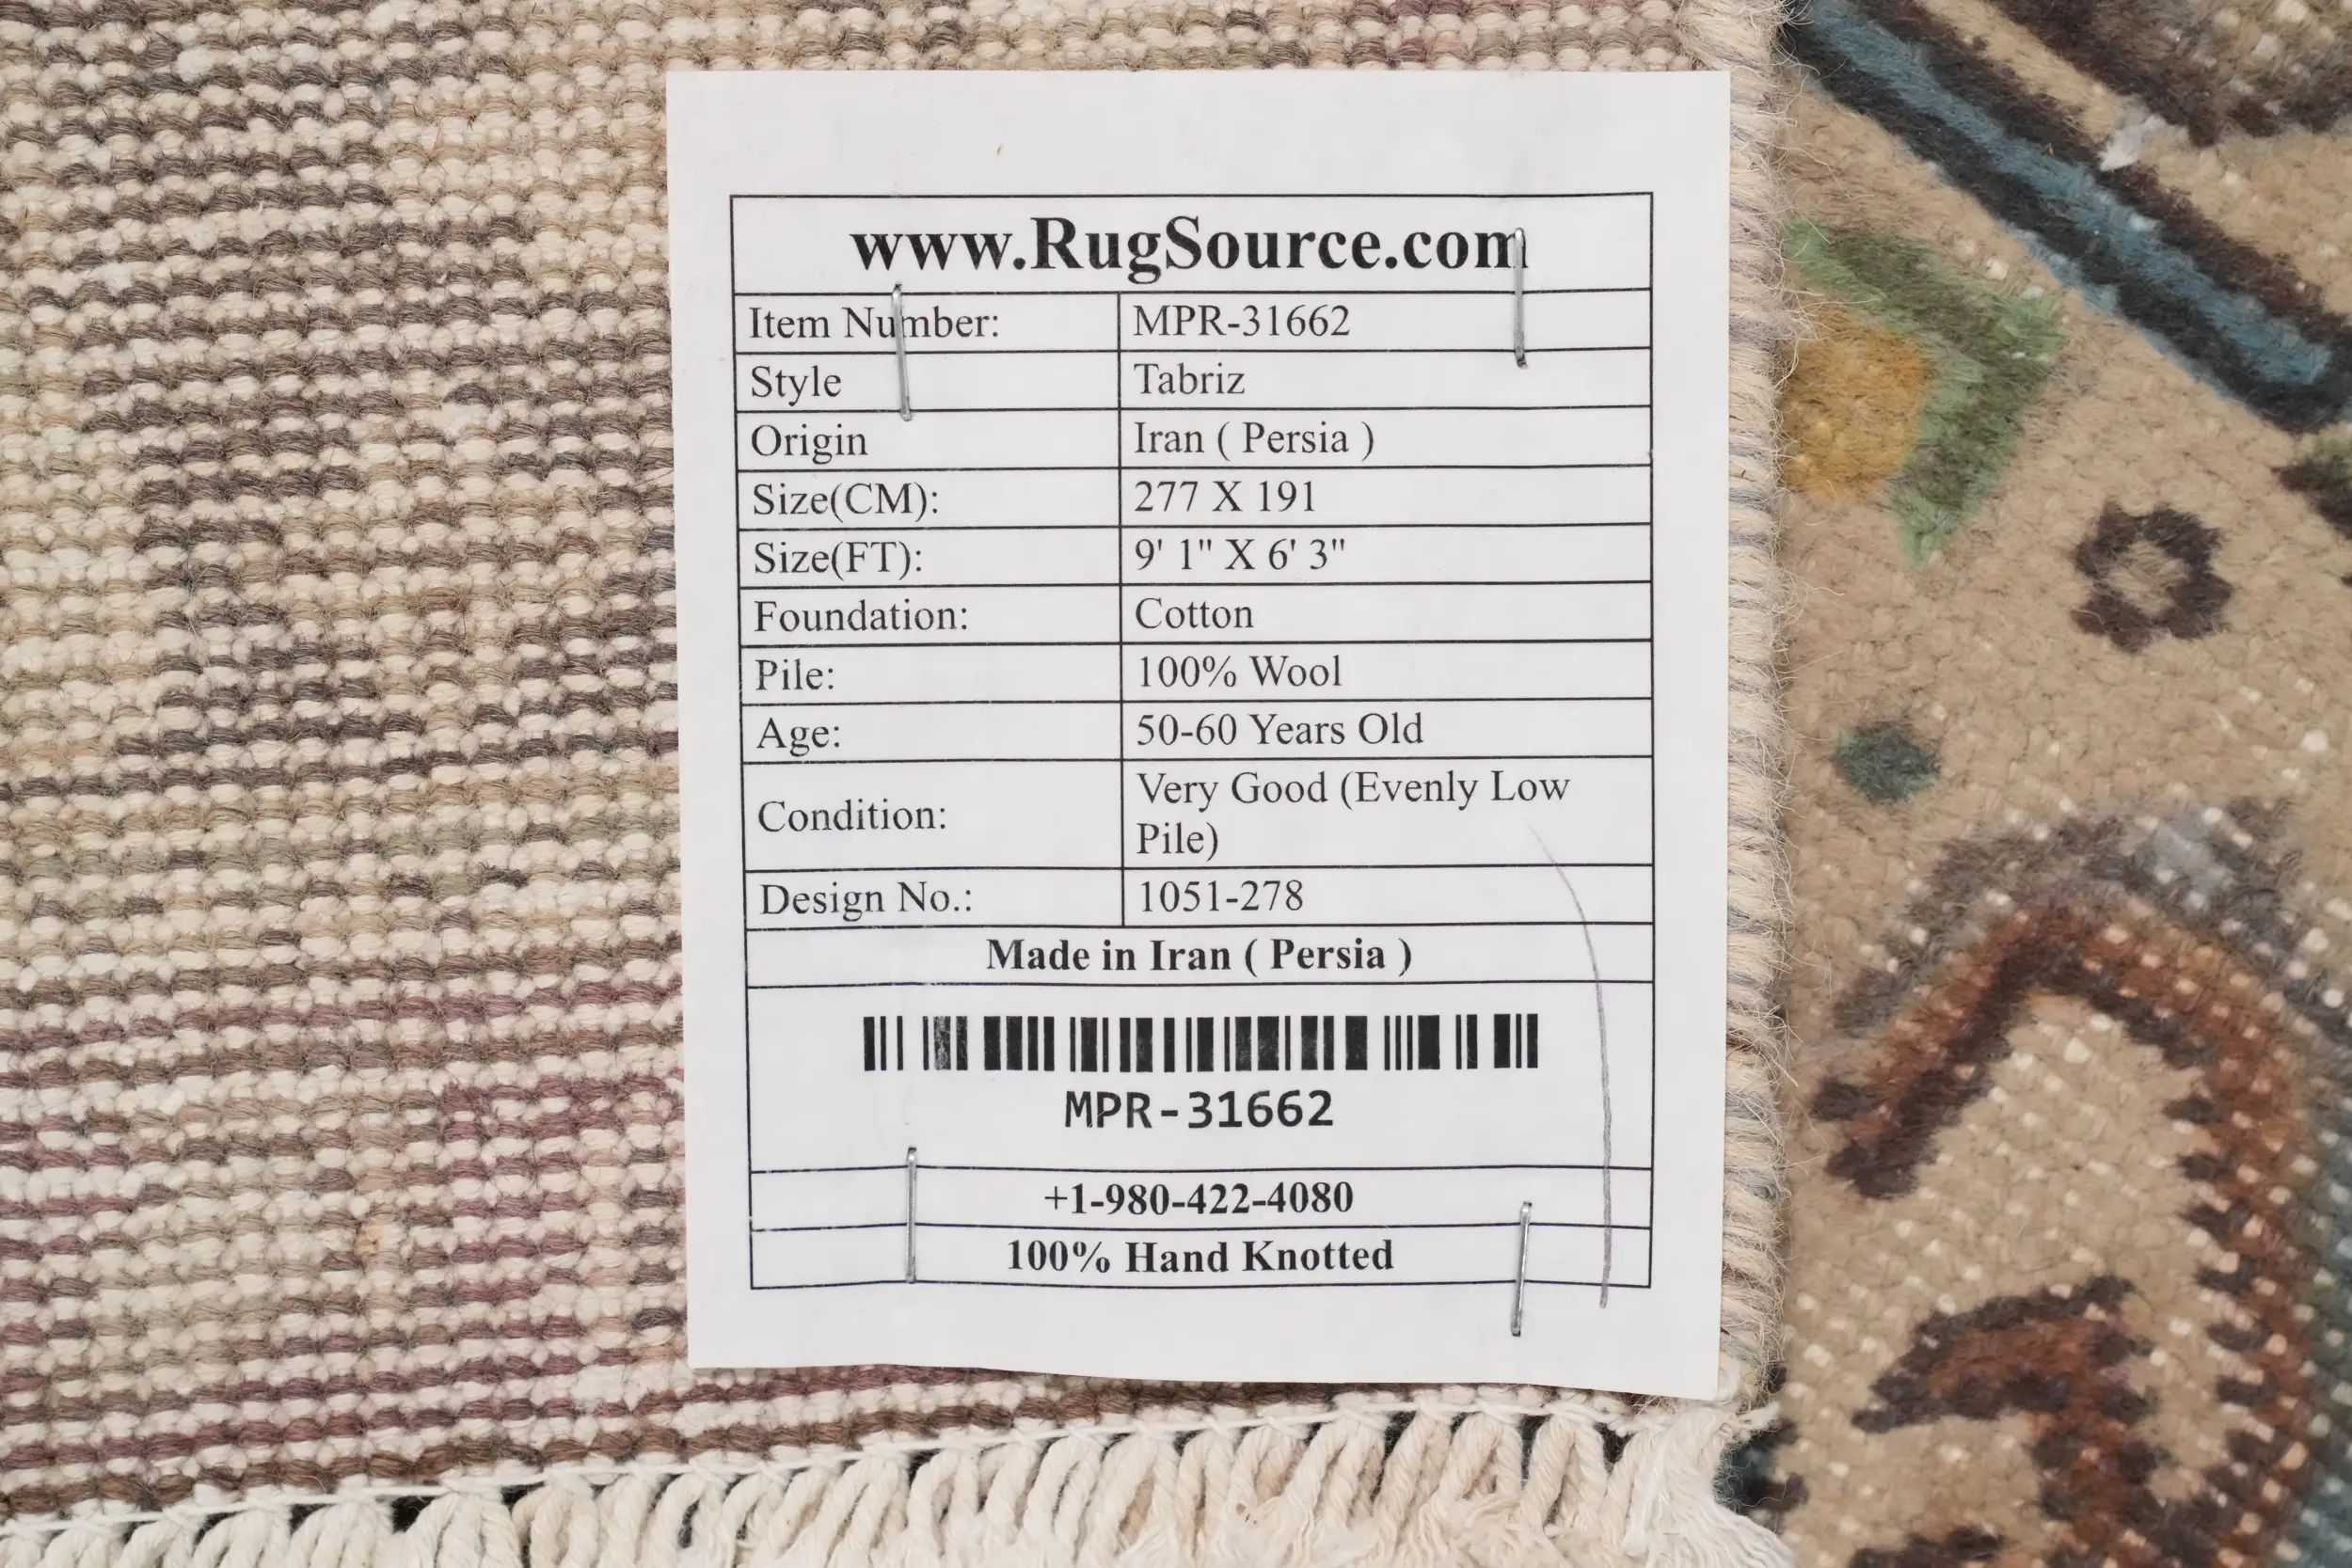 www.RugSource.com
Item Number: MPR-31662
Style Tabriz
Origin Iran ( Persia )
Size(CM): 277 X 191
Size(FT): 9' 1" X 6' 3"
Foundation: Cotton
Pile: 100% Wool
Age: 50-60 Years Old
Condition: Very Good (Evenly Low
Pile)
Design No.: 1051-278
Made in Iran ( Persia )
MPR-31662
+1-980-422-4080
100% Hand Knotted